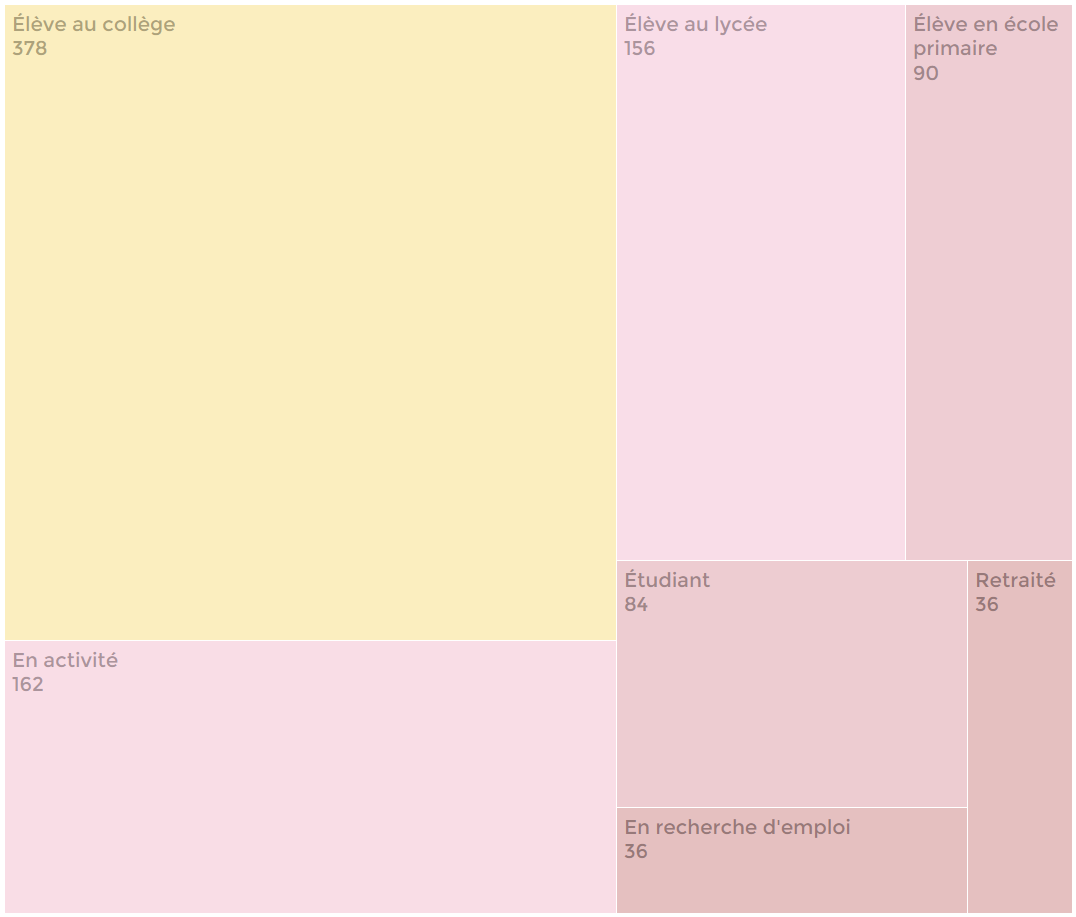 Élève au collège
378
Élève au lycée
156
Élève en école
primaire
90
En activité
162
Étudiant
84
Retraité
36
En recherche d'emploi
36